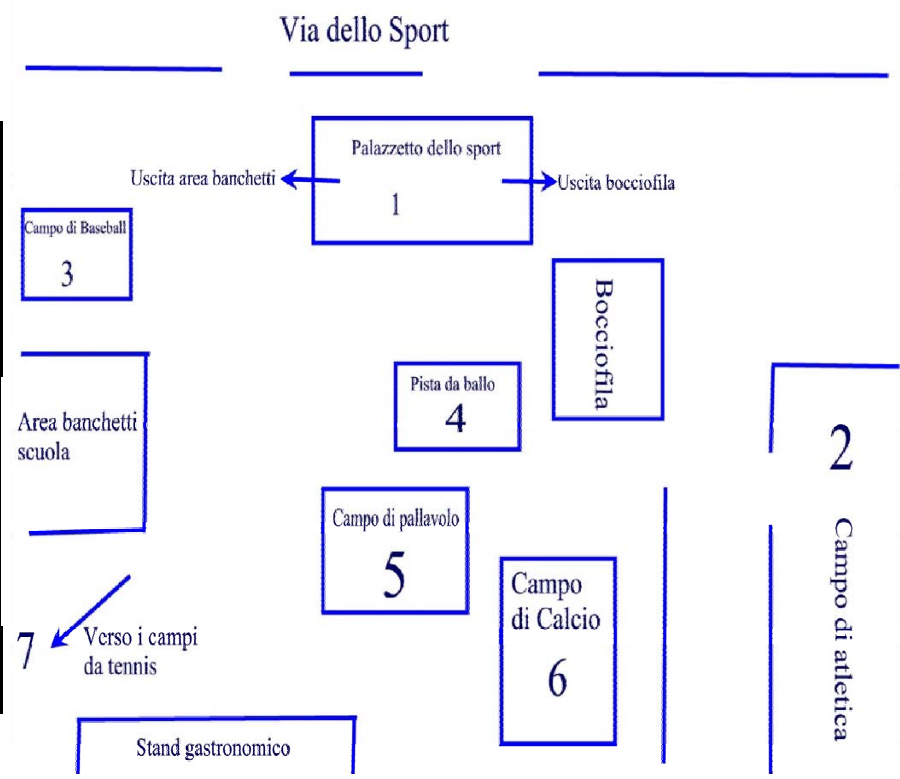 Via dello Sport
Palazzetto dello sport
1
Uscita area banchetti
Uscita bocciofila
Campo di Baseball
3
Bocciofila
Pista da ballo
4
Area banchetti
scuola
2
Campo di atletica
Campo di pallavolo
5
Campo
di Calcio
6
7
Verso i campi
da tennis
Stand gastronomico